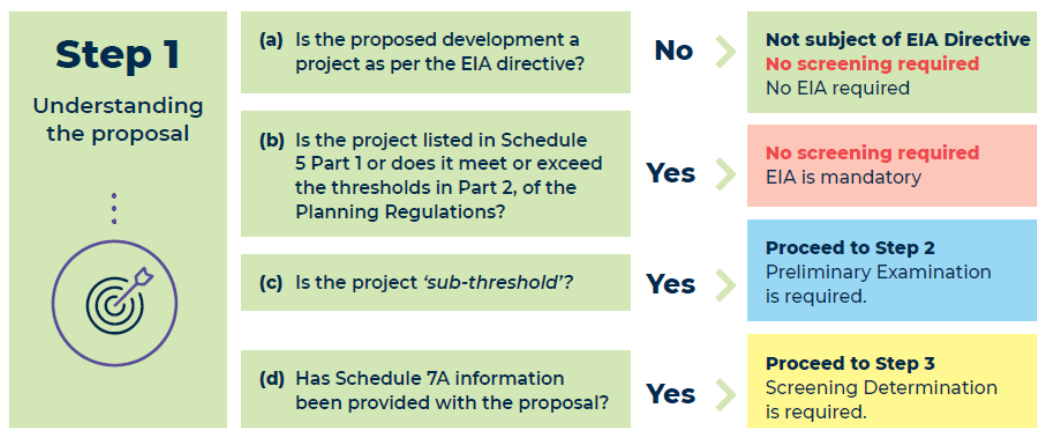 Step 1
Understanding
the proposal
(a) Is the proposed development a
project as per the EIA directive?
No
Not subject of EIA Directive
No screening required
No EIA required
(b) Is the project listed in Schedule
5 Part 1 or does it meet or exceed
the thresholds in Part 2, of the
Planning Regulations?
Yes
No screening required
EIA is mandatory
(c) Is the project ‘sub-threshold’?
Yes
Proceed to Step 2
Preliminary Examination
is required.
(d) Has Schedule 7A information
been provided with the proposal?
Yes
Proceed to Step 3
Screening Determination
is required.